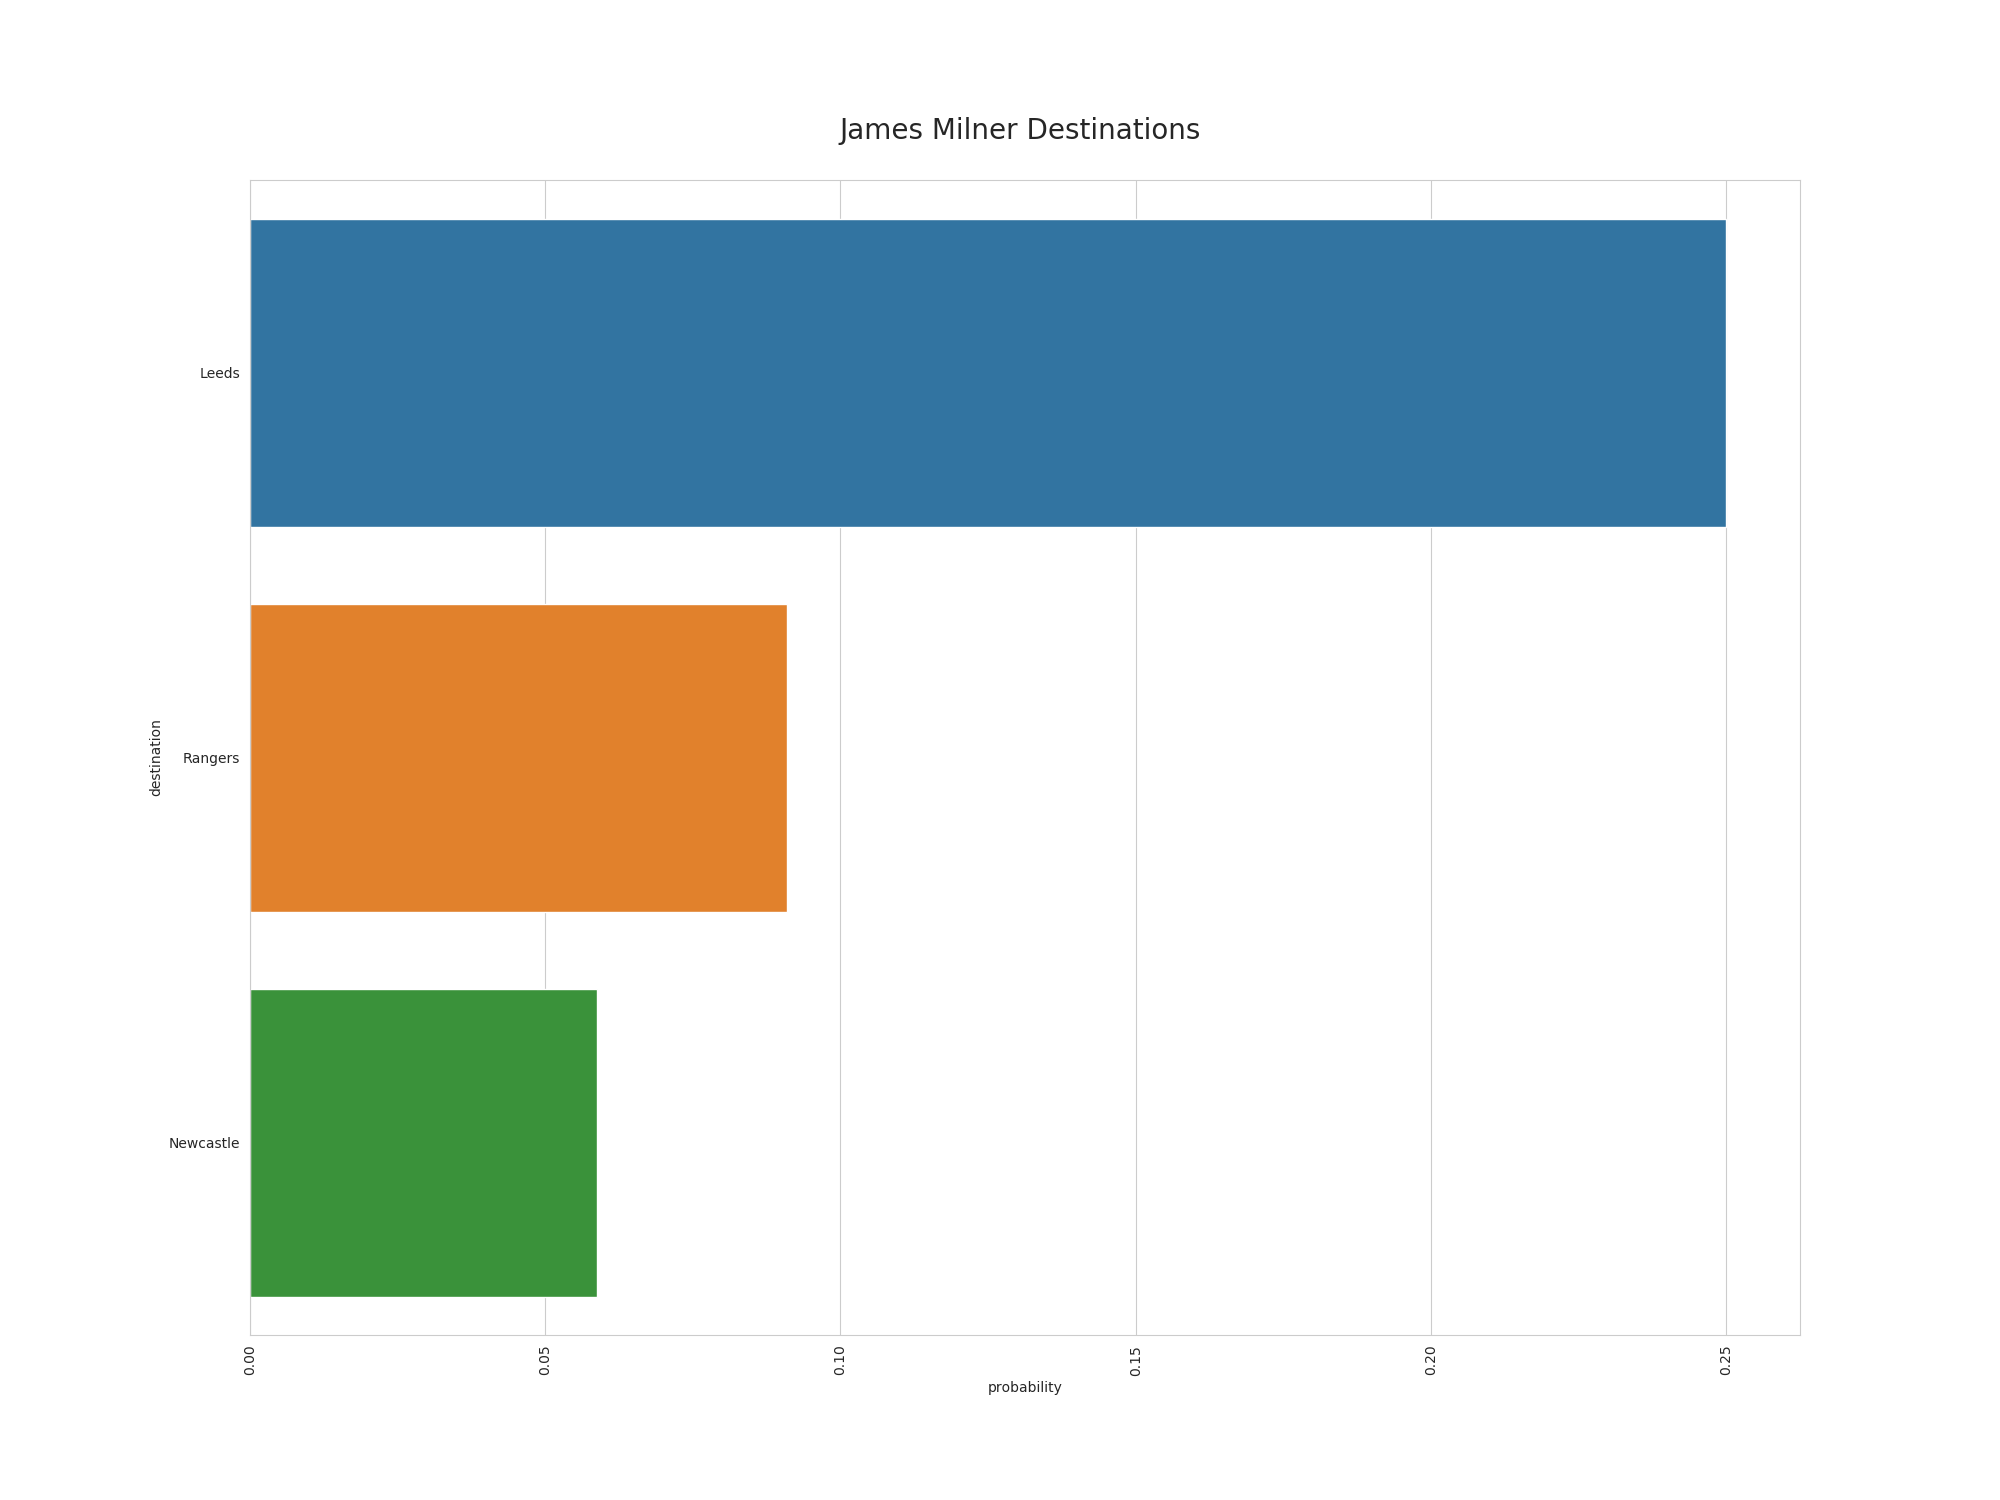 James Milner Destinations
Leeds
Rangers
Newcastle
destination
0.00
0.05
0.10
0.15
0.20
0.25
probability